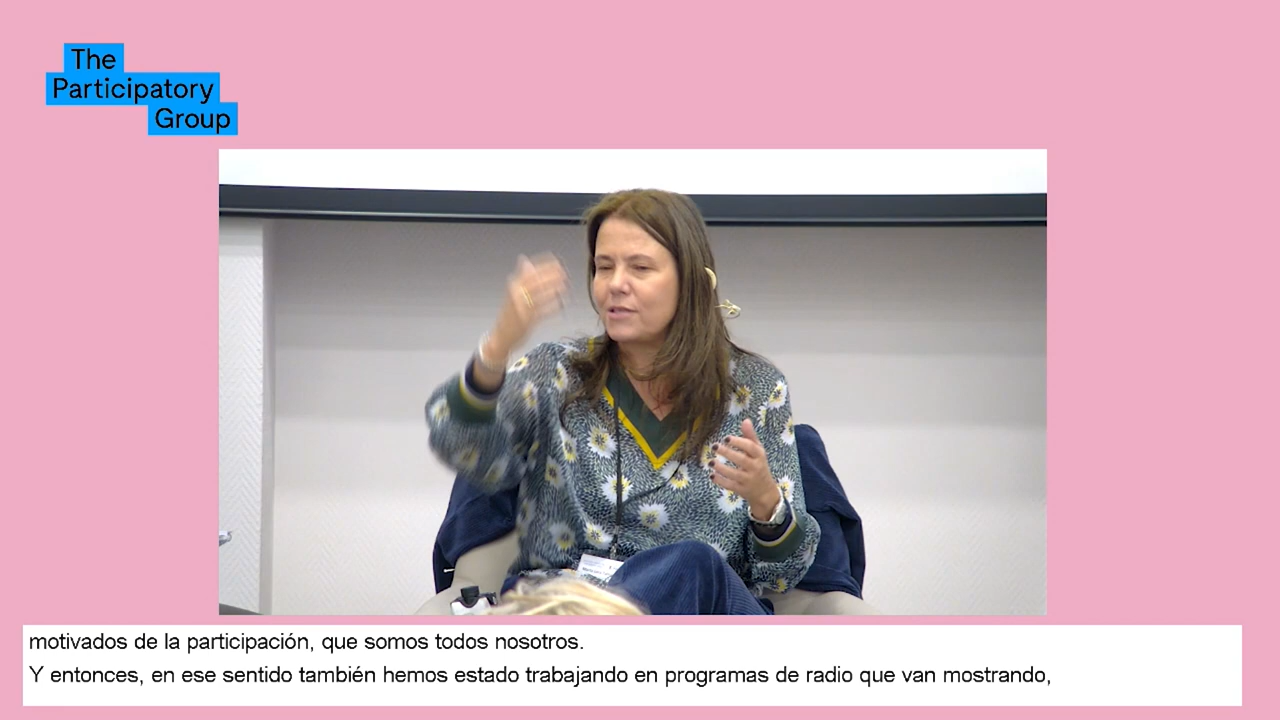 The
Participatory
Group
motivados de la participación, que somos todos nosotros.
Y entonces, en ese sentido también hemos estado trabajando en programas de radio que van mostrando,